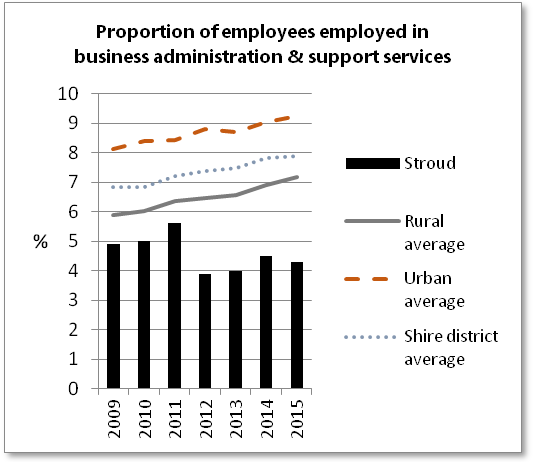 Proportion of employees employed in
business administration & support services
10
9
8
7
6
5
4
3
2
1
0
%
2009
2010
2011
2012
2013
2014
2015
Stroud
Rural
average
Urban
average
Shire district
average